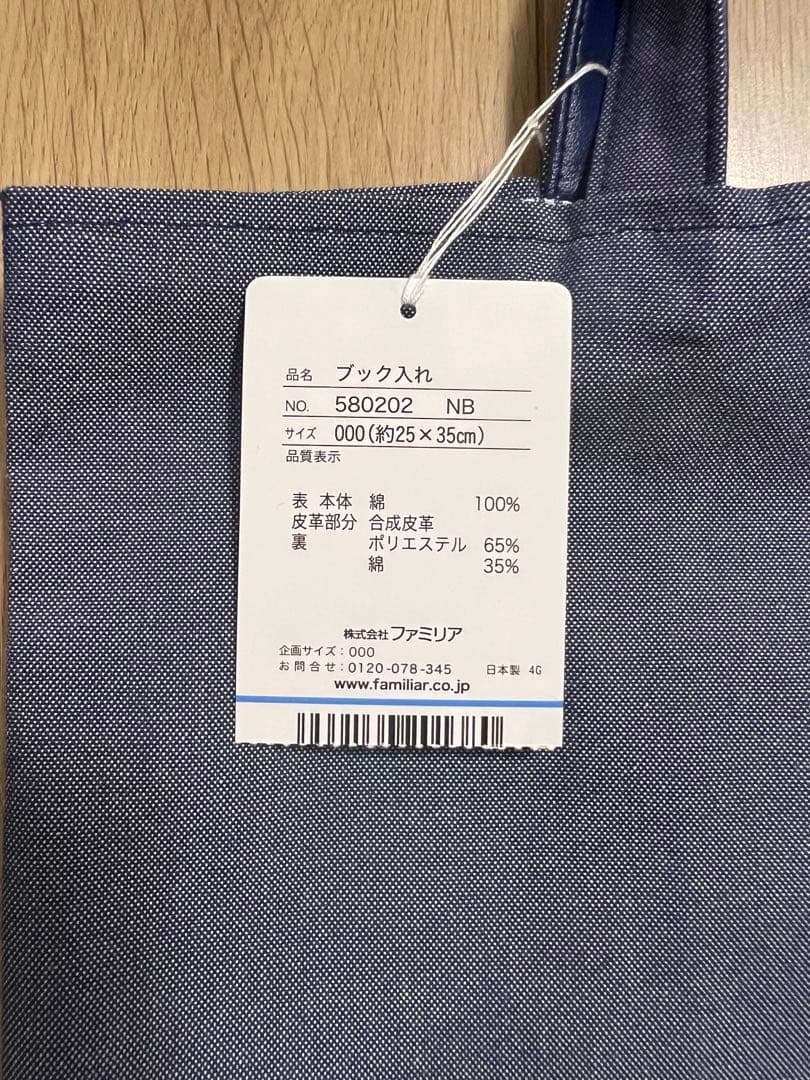 品名 ブック入れ
NO. 580202 NB
サイズ 000(約25×35cm)
品質表示
表 本体 綿 100%
皮革部分 合成皮革
裏 ポリエステル 65%
綿 35%
株式会社ファミリア
企画サイズ:000
お問合せ:0120-078-345 日本製 4G
www.familiar.co.jp